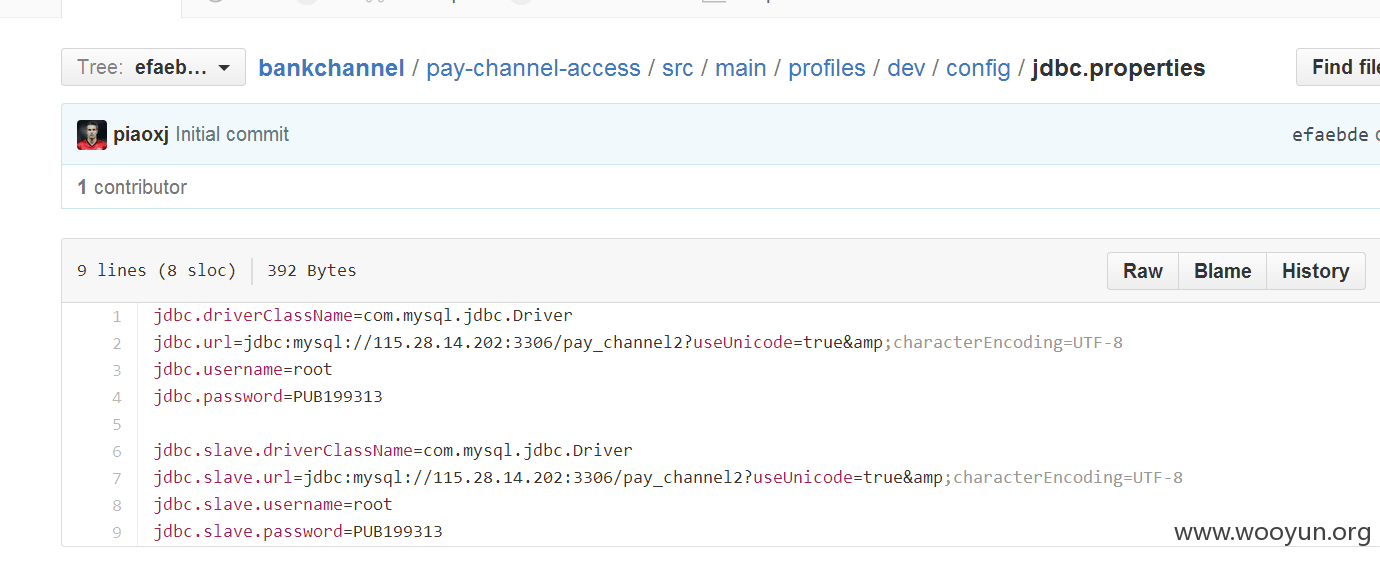 Tree: efaeb...
bankchannel / pay-channel-access / src / main / profiles / dev / config / jdbc.properties
Find file
piaoxj Initial commit
efaebde
1 contributor
9 lines (8 sloc) 392 Bytes
Raw Blame History
1 jdbc.driverClassName=com.mysql.jdbc.Driver
2 jdbc.url=jdbc:mysql://115.28.14.202:3306/pay_channel2?useUnicode=true&amp;characterEncoding=UTF-8
3 jdbc.username=root
4 jdbc.password=PUB199313
5
6 jdbc.slave.driverClassName=com.mysql.jdbc.Driver
7 jdbc.slave.url=jdbc:mysql://115.28.14.202:3306/pay_channel2?useUnicode=true&amp;characterEncoding=UTF-8
8 jdbc.slave.username=root
9 jdbc.slave.password=PUB199313
www.wooyun.org